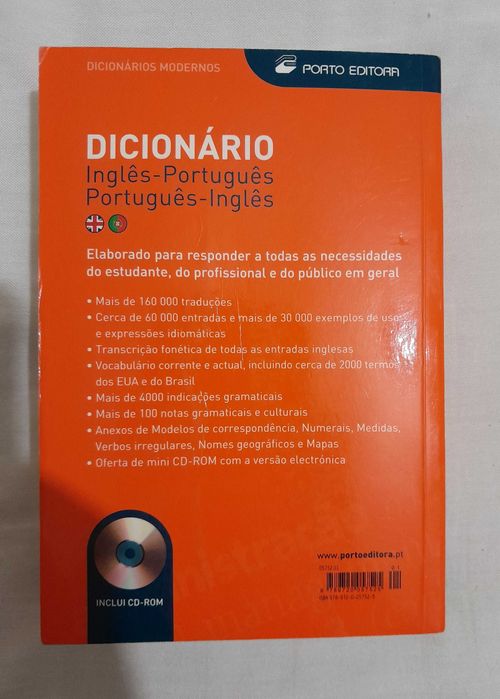 DICIONÁRIOS MODERNOS
PORTO EDITORA
DICIONÁRIO
Inglês-Português
Português-Inglês
Elaborado para responder a todas as necessidades
do estudante, do profissional e do público em geral
• Mais de 160 000 traduções
• Cerca de 60 000 entradas e mais de 30 000 exemplos de uso
e expressões idiomáticas
• Transcrição fonética de todas as entradas inglesas
• Vocabulário corrente e actual, incluindo cerca de 2000 termos
dos EUA e do Brasil
• Mais de 4000 indicações gramaticais
• Mais de 100 notas gramaticais e culturais
• Anexos de Modelos de correspondência, Numerais, Medidas,
Verbos irregulares, Nomes geográficos e Mapas
• Oferta de mini CD-ROM com a versão electrónica
www.portoeditora.pt
INCLUI CD-ROM